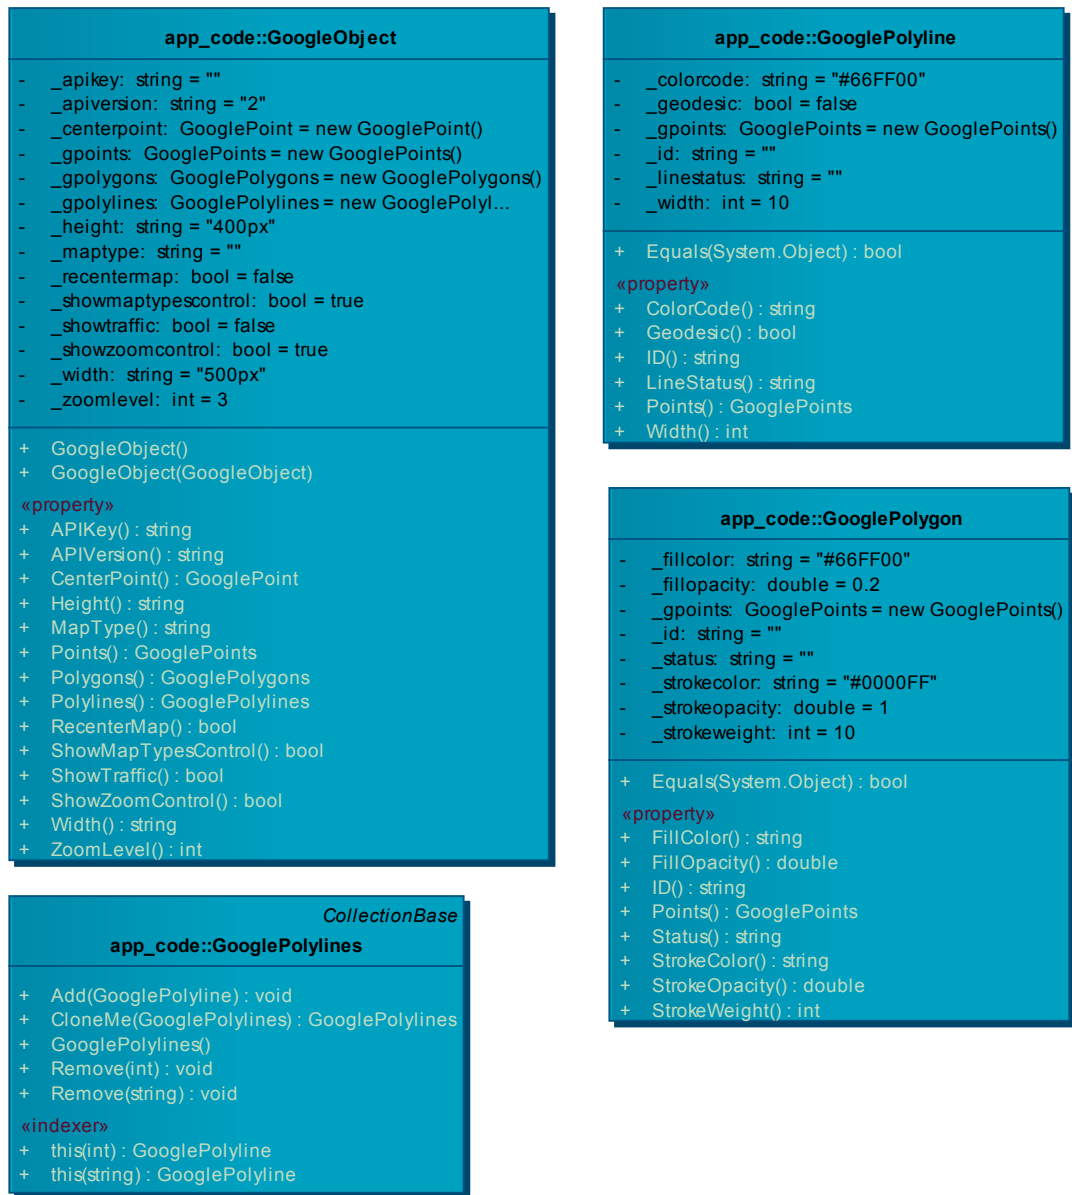 app_code::GoogleObject
- _apikey: string = ""
- _apiversion: string = "2"
- _centerpoint: GooglePoint = new GooglePoint()
- _gpoints: GooglePoints = new GooglePoints()
- _gpolygons: GooglePolygons = new GooglePolygons()
- _gpolylines: GooglePolylines = new GooglePolyl...
- _height: string = "400px"
- _maptype: string = ""
- _recentermap: bool = false
- _showmaptypescontrol: bool = true
- _showtraffic: bool = false
- _showzoomcontrol: bool = true
- _width: string = "500px"
- _zoomlevel: int = 3
+ GoogleObject()
+ GoogleObject(GoogleObject)
«property»
+ APIKey() : string
+ APIVersion() : string
+ CenterPoint() : GooglePoint
+ Height() : string
+ MapType() : string
+ Points() : GooglePoints
+ Polygons() : GooglePolygons
+ Polylines() : GooglePolylines
+ RecenterMap() : bool
+ ShowMapTypesControl() : bool
+ ShowTraffic() : bool
+ ShowZoomControl() : bool
+ Width() : string
+ ZoomLevel() : int
app_code::GooglePolyline
- _colorcode: string = "#66FF00"
- _geodesic: bool = false
- _gpoints: GooglePoints = new GooglePoints()
- _id: string = ""
- _linestatus: string = ""
- _width: int = 10
+ Equals(System.Object) : bool
«property»
+ ColorCode() : string
+ Geodesic() : bool
+ ID() : string
+ LineStatus() : string
+ Points() : GooglePoints
+ Width() : int
app_code::GooglePolygon
- _fillcolor: string = "#66FF00"
- _fillopacity: double = 0.2
- _gpoints: GooglePoints = new GooglePoints()
- _id: string = ""
- _status: string = ""
- _strokecolor: string = "#0000FF"
- _strokeopacity: double = 1
- _strokeweight: int = 10
+ Equals(System.Object) : bool
«property»
+ FillColor() : string
+ FillOpacity() : double
+ ID() : string
+ Points() : GooglePoints
+ Status() : string
+ StrokeColor() : string
+ StrokeOpacity() : double
+ StrokeWeight() : int
CollectionBase
app_code::GooglePolylines
+ Add(GooglePolyline) : void
+ CloneMe(GooglePolylines) : GooglePolylines
+ GooglePolylines()
+ Remove(int) : void
+ Remove(string) : void
«indexer»
+ this(int) : GooglePolyline
+ this(string) : GooglePolyline